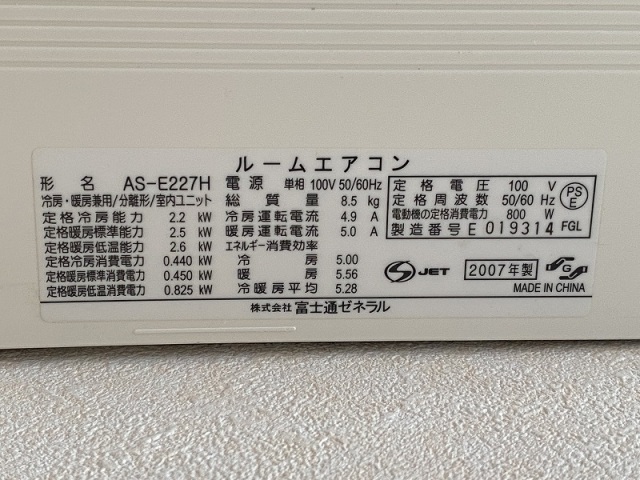 ルームエアコン
形名 AS-E227H
冷房・暖房兼用/分離形/室内ユニット
定格冷房能力 2.2 kW
定格暖房標準能力 2.5 kW
定格暖房低温能力 2.6 kW
定格冷房消費電力 0.440 kW
定格暖房標準消費電力 0.450 kW
定格暖房低温消費電力 0.825 kW
電源 単相 100V 50/60Hz
総質量 8.5 kg
冷房運転電流 4.9 A
暖房運転電流 5.0 A
エネルギー消費効率
冷房 5.00
暖房 5.56
冷暖房平均 5.28
定格電圧 100 V
定格周波数 50/60 Hz
電動機の定格消費電力 800 W
製造番号 E 019314
PS
E
FGL
JET
2007年製
S G S
MADE IN CHINA
株式会社 富士通ゼネラル